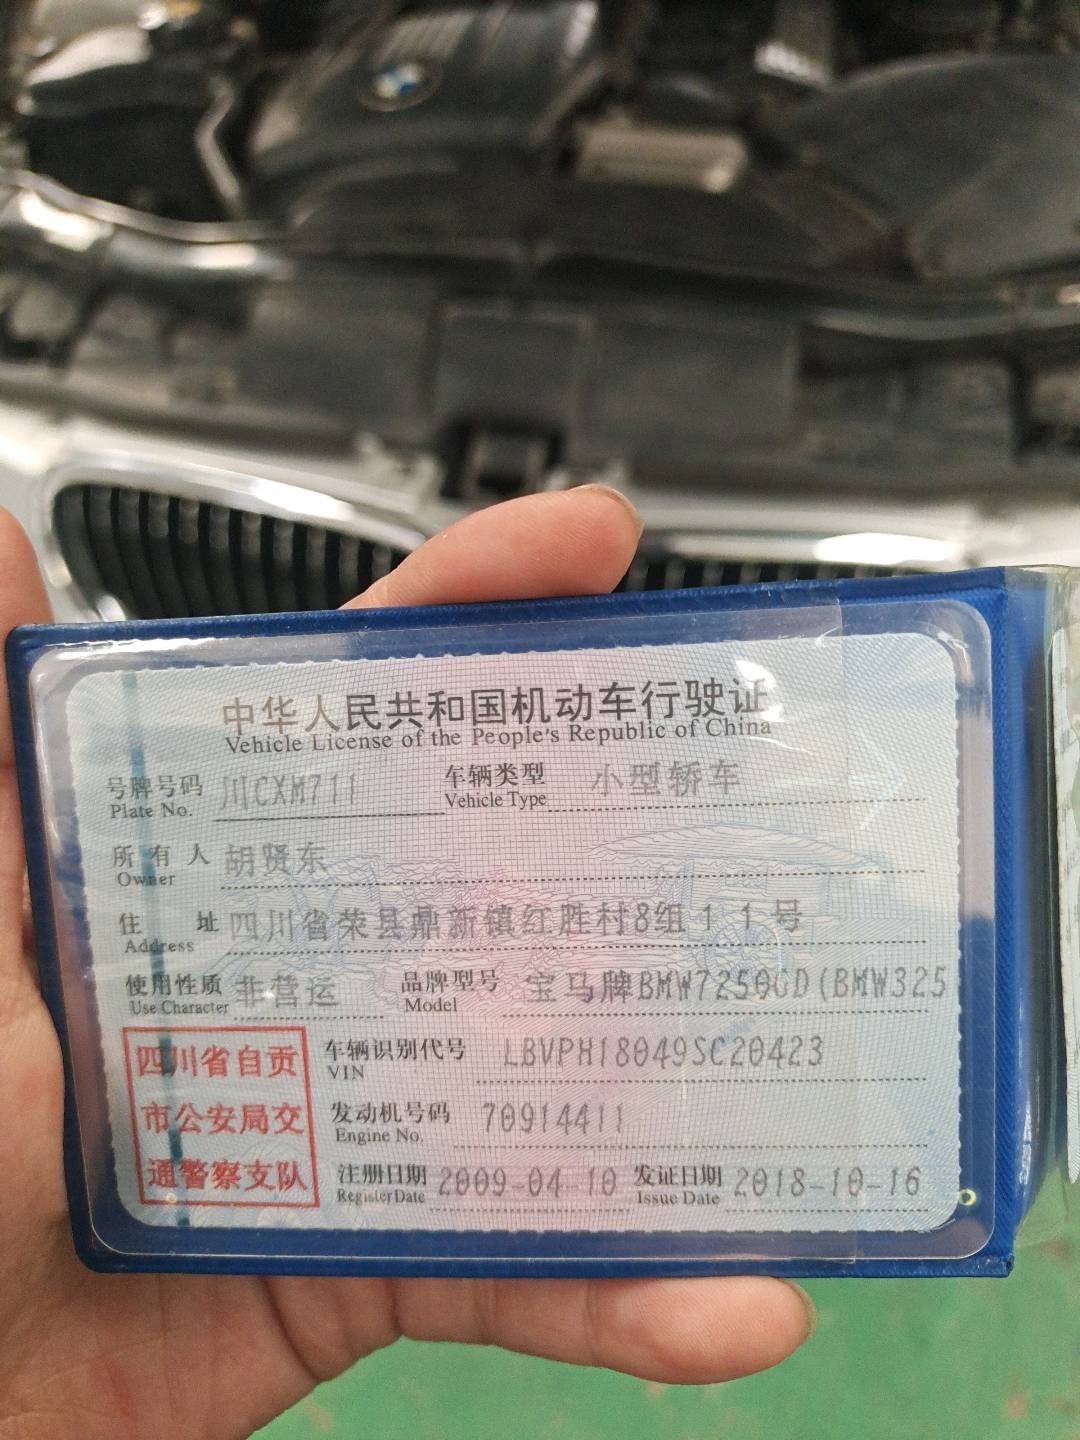 中华人民共和国机动车行驶证
Vehicle License of the People's Republic of China
号牌号码 川CXM711 车辆类型 小型轿车
Plate No. Vehicle Type
所有人 胡贤东
Owner
住址 四川省荣县鼎新镇红胜村8组11号
Address
使用性质 非营运 品牌型号 宝马牌BMW7250GD(BMW325
Use Character Model
四川省自贡
市公安局交
通警察支队
车辆识别代号 LBVPH18049SC20423
VIN
发动机号码 70914411
Engine No.
注册日期 2009-04-10 发证日期 2018-10-16
Register Date Issue Date